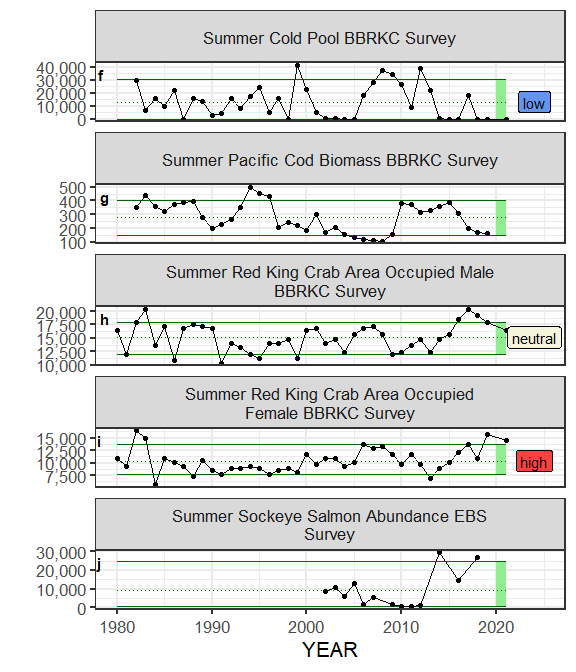 Summer Cold Pool BBRKC Survey
f
40,000
30,000
20,000
10,000
0
low
Summer Pacific Cod Biomass BBRKC Survey
g
500
400
300
200
100
Summer Red King Crab Area Occupied Male
BBRKC Survey
h
20,000
17,500
15,000
12,500
10,000
neutral
Summer Red King Crab Area Occupied
Female BBRKC Survey
i
15,000
12,500
10,000
7,500
high
Summer Sockeye Salmon Abundance EBS
Survey
j
30,000
20,000
10,000
0
1980 1990 2000 2010 2020
YEAR